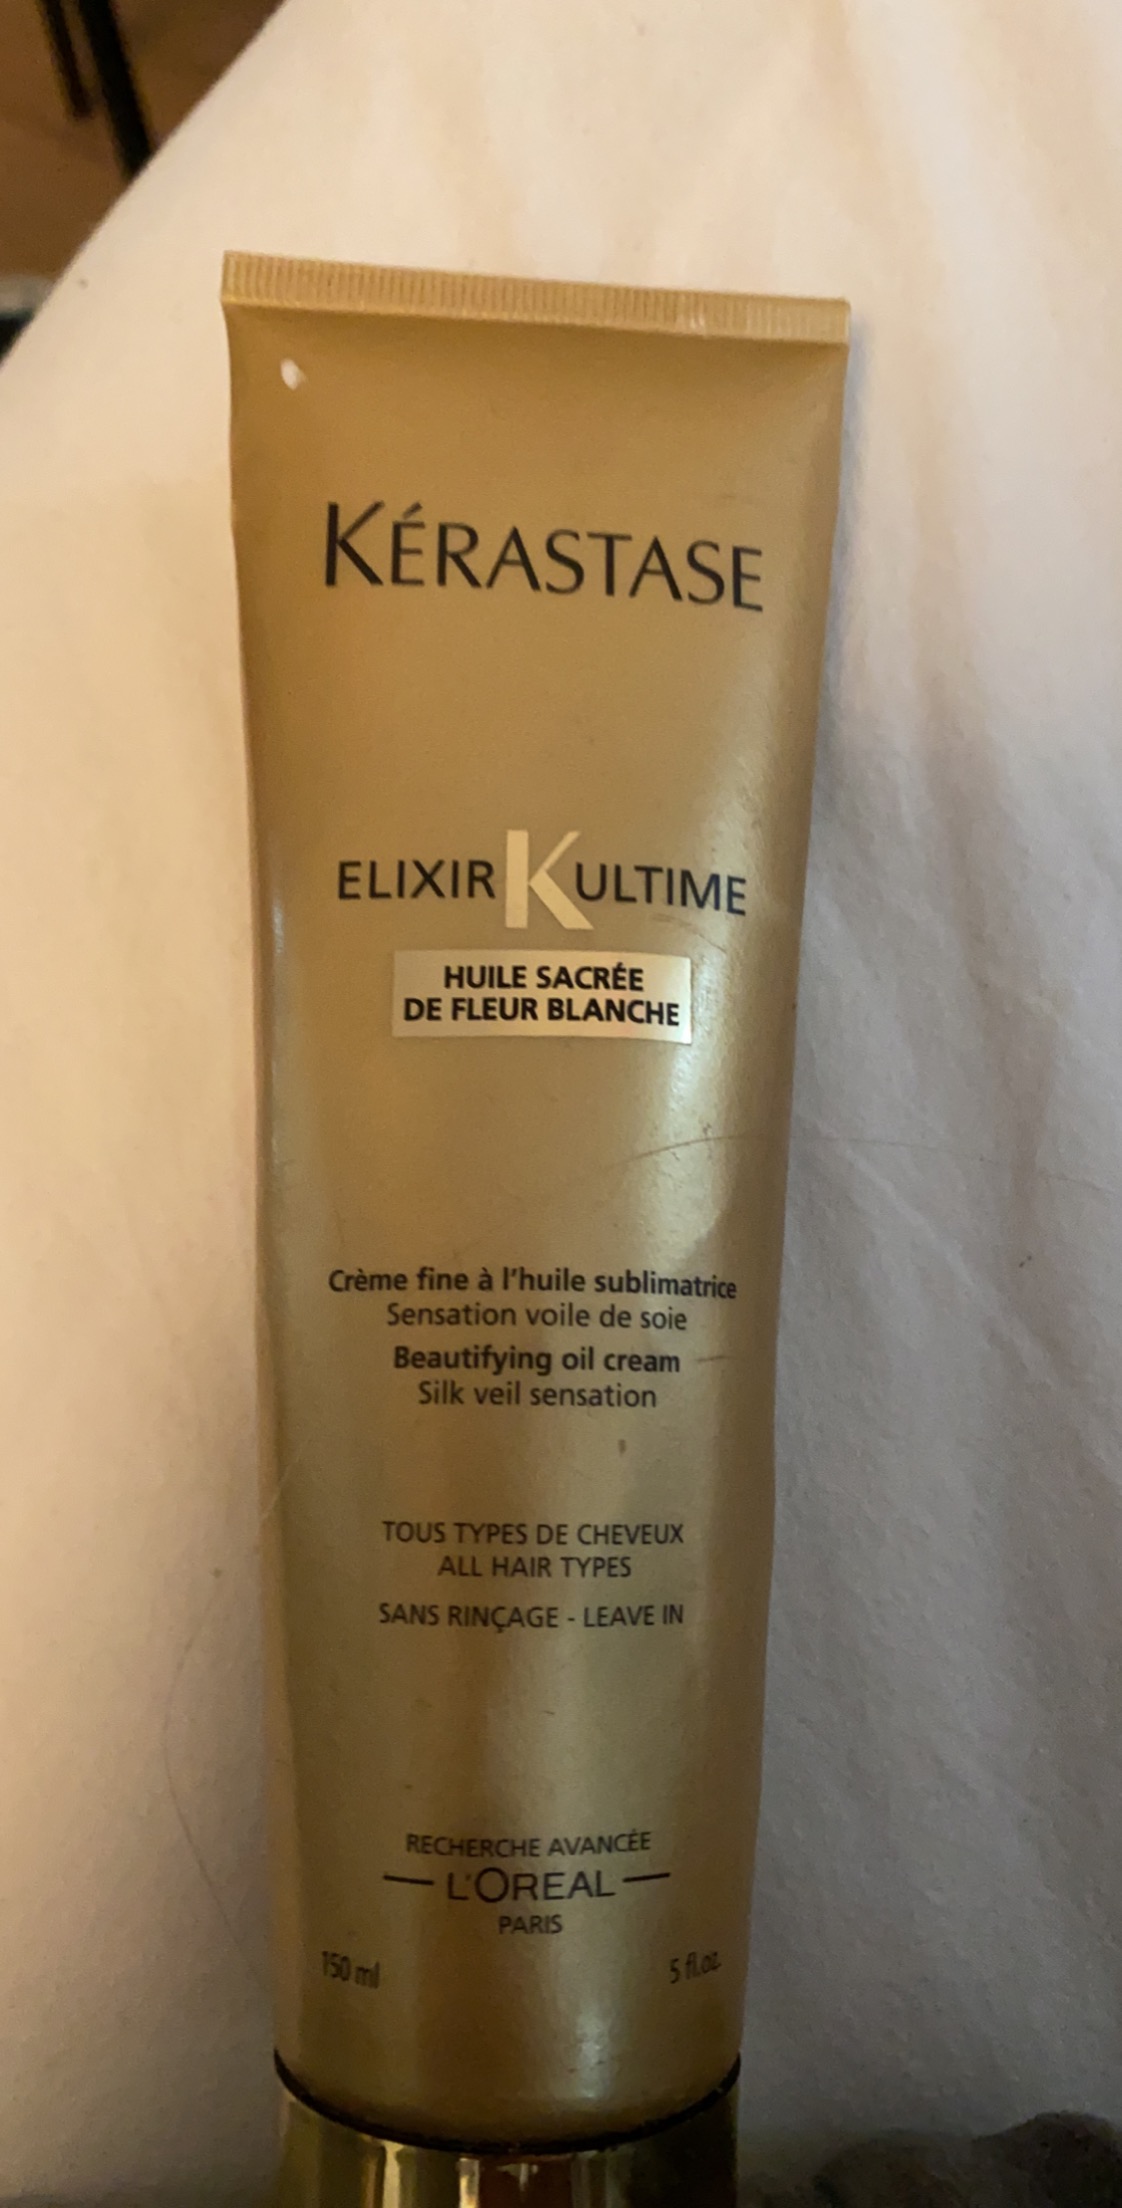 KÉRASTASE
ELIXIR K ULTIME
HUILE SACRÉE
DE FLEUR BLANCHE
Crème fine à l'huile sublimatrice
Sensation voile de soie
Beautifying oil cream
Silk veil sensation
TOUS TYPES DE CHEVEUX
ALL HAIR TYPES
SANS RINÇAGE - LEAVE IN
RECHERCHE AVANCÉE
L'ORÉAL
PARIS
150 ml 5 fl.oz.